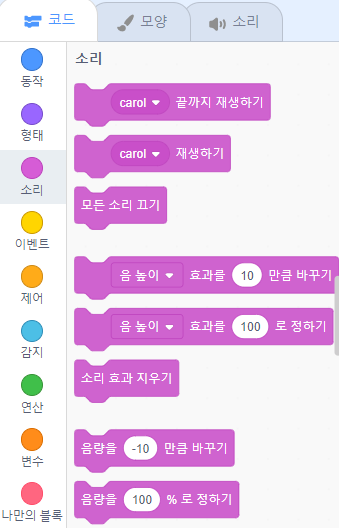 코드
모양
소리
동작
형태
소리
이벤트
제어
감지
연산
변수
나만의 블록
소리
carol 끝까지 재생하기
carol 재생하기
모든 소리 끄기
음 높이 효과를 10 만큼 바꾸기
음 높이 효과를 100 로 정하기
소리 효과 지우기
음량을 -10 만큼 바꾸기
음량을 100 % 로 정하기